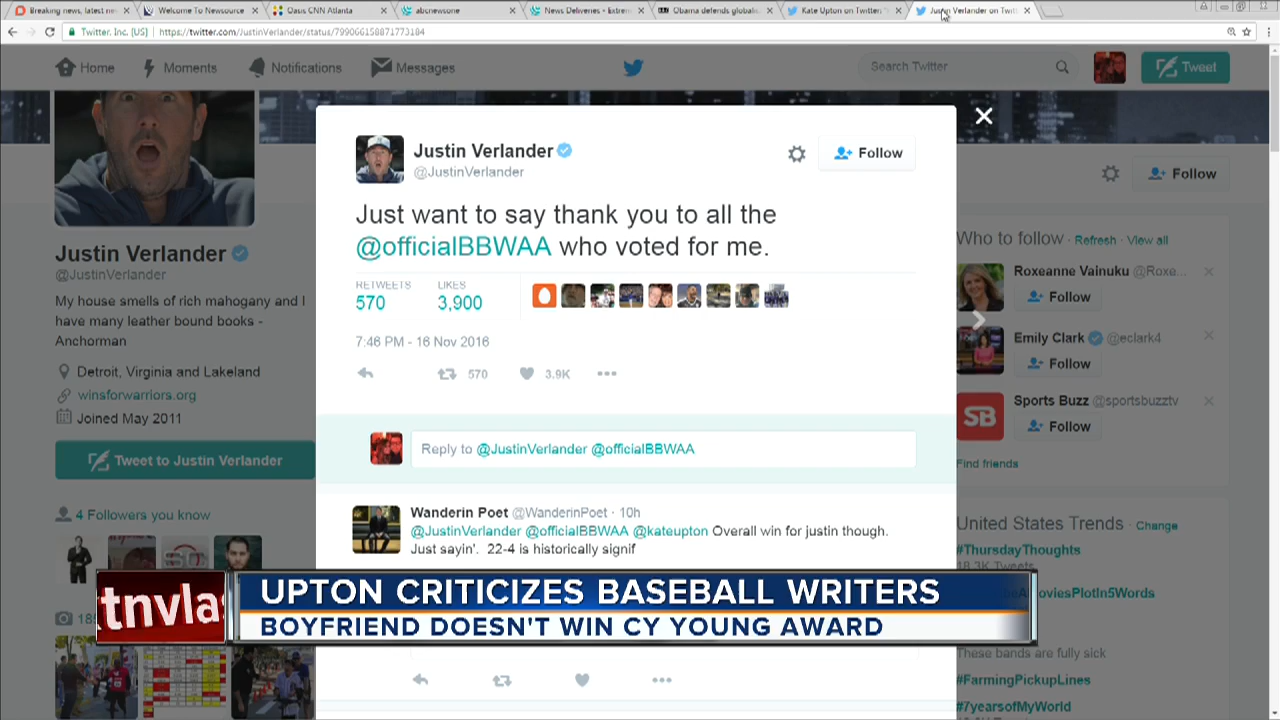 Breaking news, latest ne
Welcome To Newsource
Oasis CNN Atlanta
abcnewsone
News Deliveries - Extrem
Obama defends globaliz
Kate Upton on Twitter: "
Justin Verlander on Twitt
Twitter, Inc. [US]
https://twitter.com/JustinVerlander/status/799066158871773184
Home
Moments
Notifications
Messages
Search Twitter
Tweet
Justin Verlander
@JustinVerlander
Follow
Just want to say thank you to all the
@officialBBWAA who voted for me.
RETWEETS
570
LIKES
3,900
7:46 PM - 16 Nov 2016
570
3.9K
Reply to @JustinVerlander @officialBBWAA
Wanderin Poet @WanderinPoet · 10h
@JustinVerlander @officialBBWAA @kateupton Overall win for justin though.
Just sayin'. 22-4 is historically signif
Justin Verlander
@JustinVerlander
My house smells of rich mahogany and I
have many leather bound books -
Anchorman
Detroit, Virginia and Lakeland
winsforwarriors.org
Joined May 2011
Tweet to Justin Verlander
4 Followers you know
Follow
Who to follow · Refresh · View all
Roxeanne Vainuku @Roxe...
Follow
Emily Clark @eclark4
Follow
Sports Buzz @sportsbuzztv
SB
Follow
Find friends
United States Trends · Change
#ThursdayThoughts
18.3K Tweets
MoviesPlotIn5Words
These bands are fully sick
#FarmingPickupLines
#7yearsofMyWorld
tnvlas
UPTON CRITICIZES BASEBALL WRITERS
BOYFRIEND DOESN'T WIN CY YOUNG AWARD